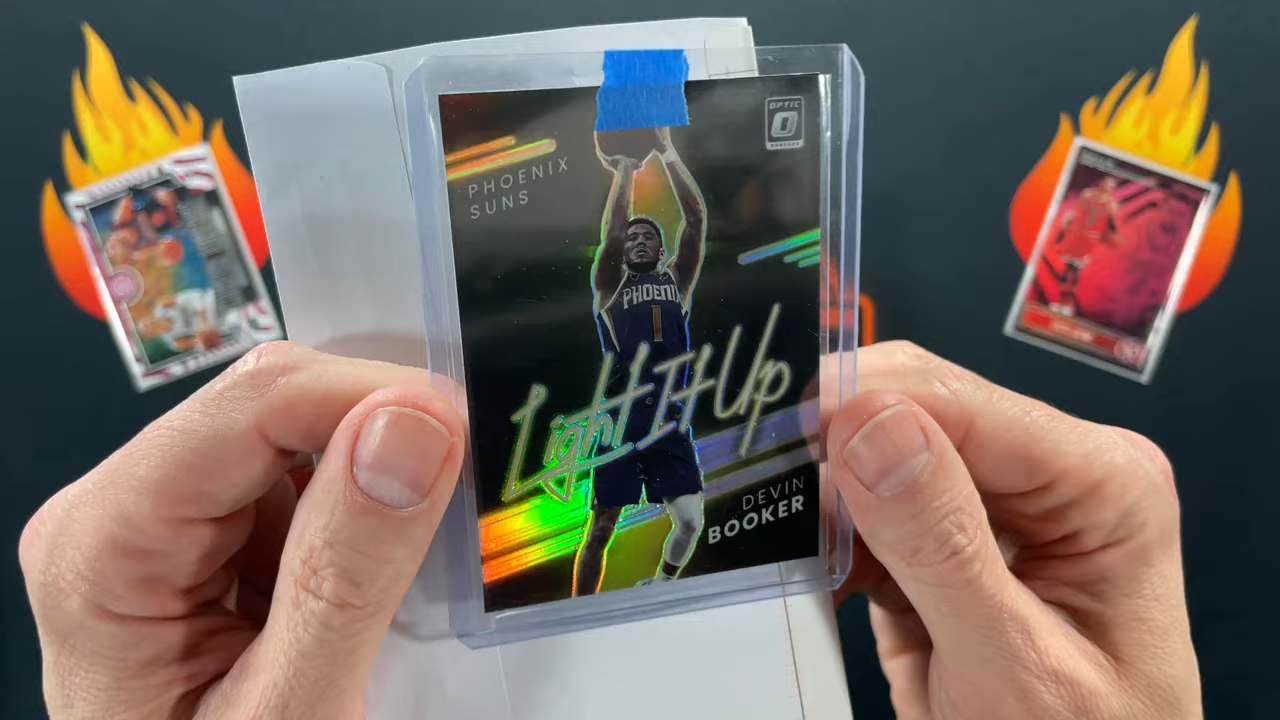 OPTIC
PHOENIX
SUNS
PHOENIX
1
Light It Up
DEVIN
BOOKER